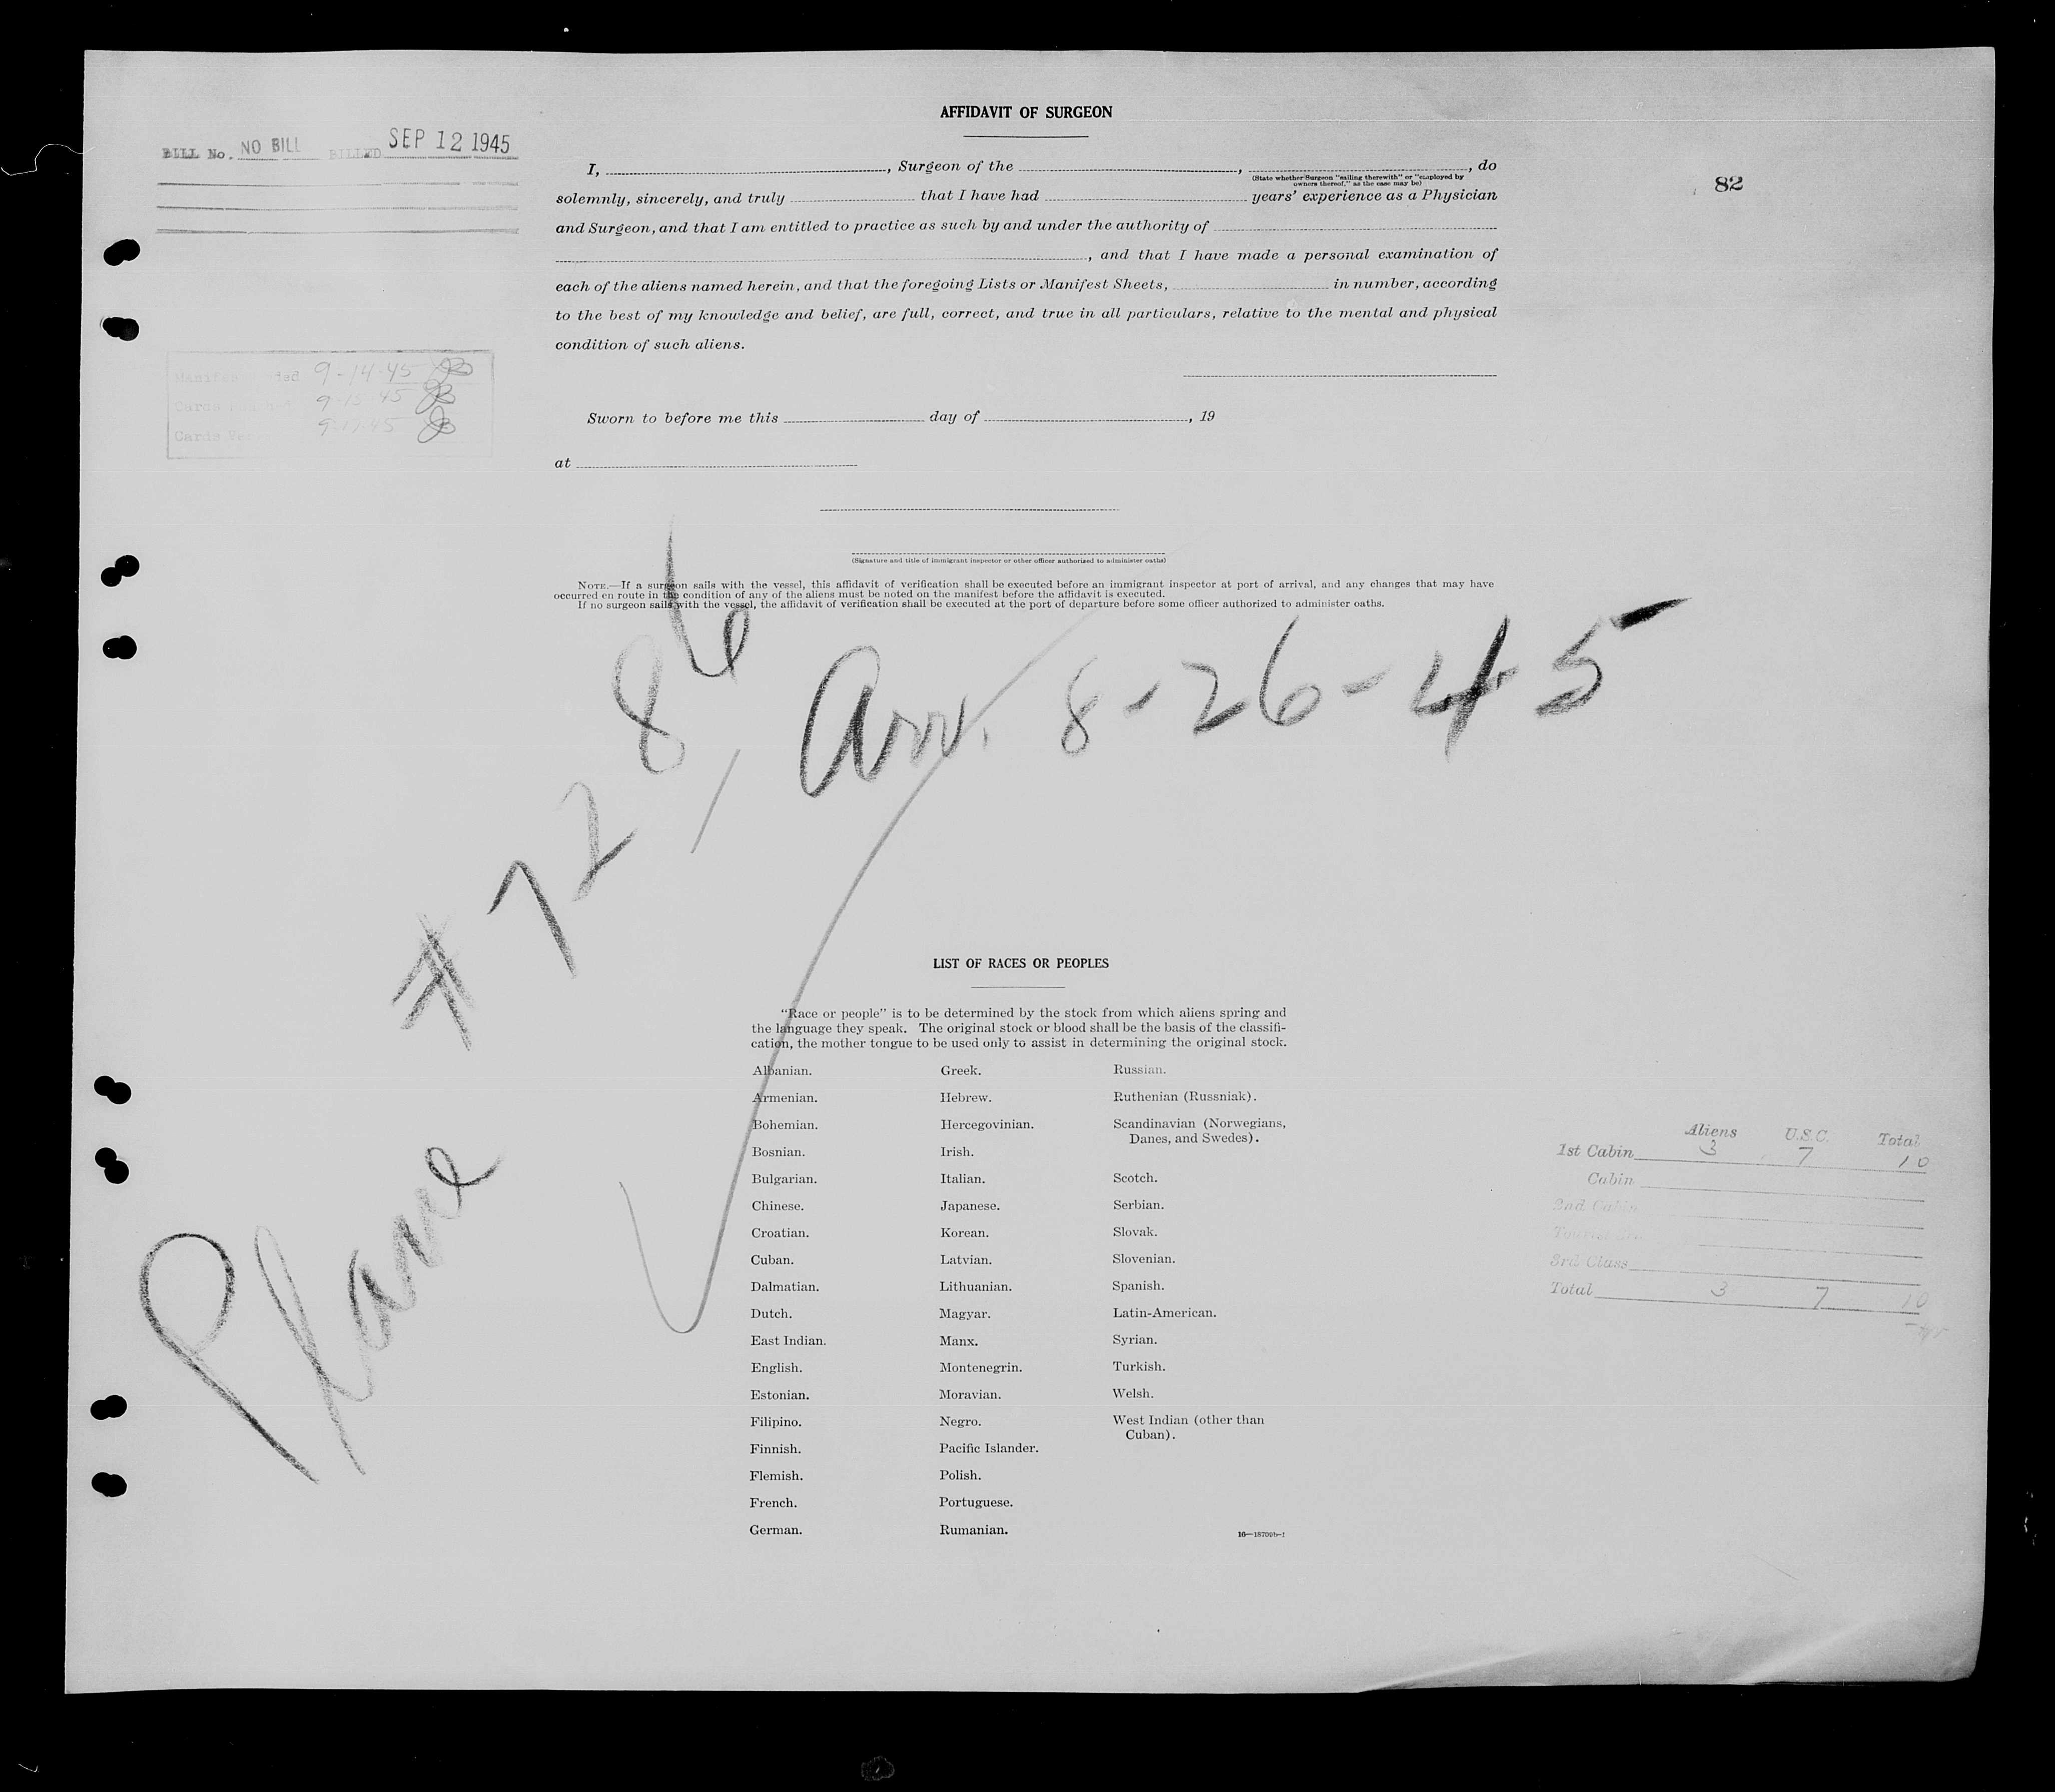 AFFIDAVIT OF SURGEON
BILL No. NO BILL BILLED SEP 12 1945
82
I, , Surgeon of the , , do
(State whether Surgeon "sailing therewith" or "employed by
owners thereof," as the case may be)
solemnly, sincerely, and truly that I have had years' experience as a Physician
and Surgeon, and that I am entitled to practice as such by and under the authority of
, and that I have made a personal examination of
each of the aliens named herein, and that the foregoing Lists or Manifest Sheets, in number, according
to the best of my knowledge and belief, are full, correct, and true in all particulars, relative to the mental and physical
condition of such aliens.
9-14-45
Cards 9-15-45
Cards 9-17-45
Sworn to before me this day of , 19
at
(Signature and title of immigrant inspector or other officer authorized to administer oaths)
NOTE.—If a surgeon sails with the vessel, this affidavit of verification shall be executed before an immigrant inspector at port of arrival, and any changes that may have
occurred en route in the condition of any of the aliens must be noted on the manifest before the affidavit is executed.
If no surgeon sails with the vessel, the affidavit of verification shall be executed at the port of departure before some officer authorized to administer oaths.
Plane #7286, Arr. 8-26-45
LIST OF RACES OR PEOPLES
"Race or people" is to be determined by the stock from which aliens spring and
the language they speak. The original stock or blood shall be the basis of the classifi-
cation, the mother tongue to be used only to assist in determining the original stock.
Albanian. Greek. Russian.
Armenian. Hebrew. Ruthenian (Russniak).
Bohemian. Hercegovinian. Scandinavian (Norwegians,
Danes, and Swedes).
Bosnian. Irish.
Bulgarian. Italian. Scotch.
Chinese. Japanese. Serbian.
Croatian. Korean. Slovak.
Cuban. Latvian. Slovenian.
Dalmatian. Lithuanian. Spanish.
Dutch. Magyar. Latin-American.
East Indian. Manx. Syrian.
English. Montenegrin. Turkish.
Estonian. Moravian. Welsh.
Filipino. Negro. West Indian (other than
Cuban).
Finnish. Pacific Islander.
Flemish. Polish.
French. Portuguese.
German. Rumanian.
Aliens U.S.C. Total
1st Cabin 3 7 10
Cabin
2nd Cabin
3rd Class
Total 3 7 10